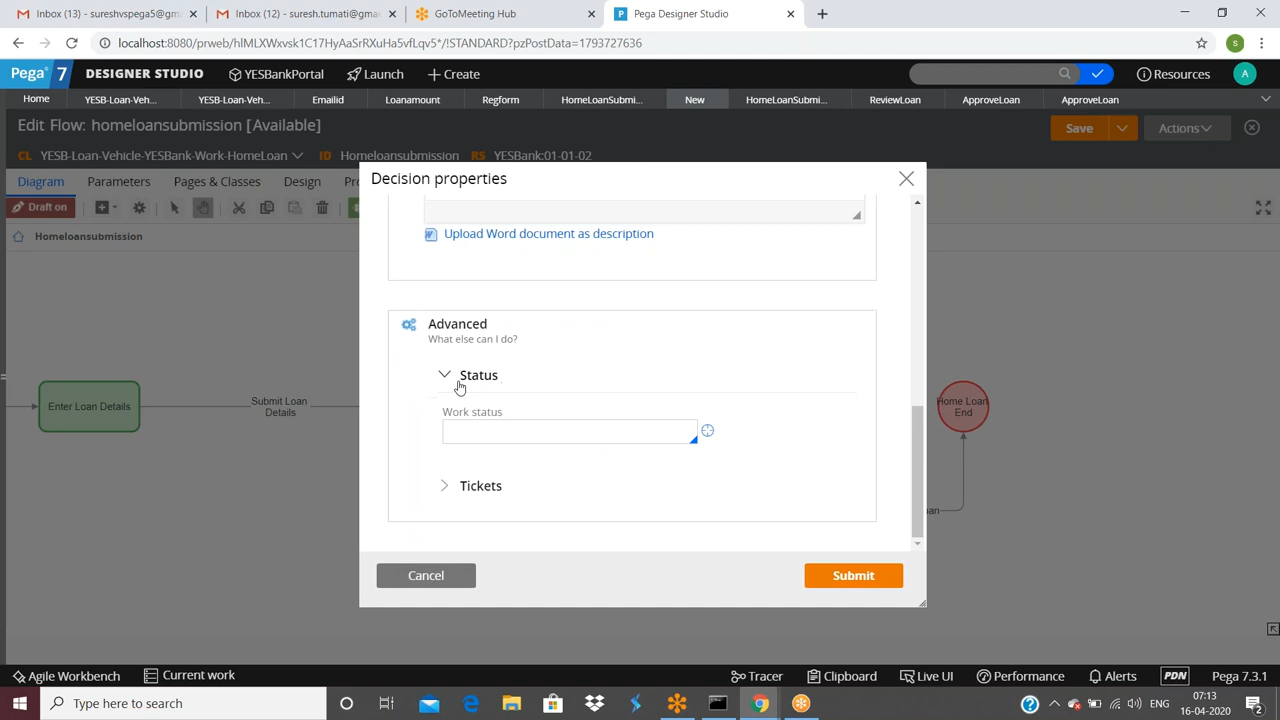 Inbox (13) - sureshvspega5@gm
Inbox (12) - suresh.tumati@gma
GoToMeeting Hub
Pega Designer Studio
localhost:8080/prweb/hlMLXWxvsk1C17HyAaSrRXuHa5vfLqv5*/!STANDARD?pzPostData=1793727636
S
Pega 7 DESIGNER STUDIO YESBankPortal Launch Create Resources A
Home YESB-Loan-Veh... YESB-Loan-Veh... Emailid Loanamount Regform HomeLoanSubmi... New HomeLoanSubmi... ReviewLoan ApproveLoan ApproveLoan
Edit Flow: homeloansubmission [Available] Save Actions
CL YESB-Loan-Vehicle-YESBank-Work-HomeLoan ID Homeloansubmission RS YESBank:01-01-02
Diagram Parameters Pages & Classes Design
Draft on
Homeloansubmission
Decision properties
Upload Word document as description
Advanced
What else can I do?
Status
Work status
Tickets
Cancel Submit
Enter Loan Details
Submit Loan
Details
Home Loan
End
Agile Workbench Current work Tracer Clipboard Live UI Performance Alerts PDN Pega 7.3.1
Type here to search
ENG
07:13
16-04-2020
2